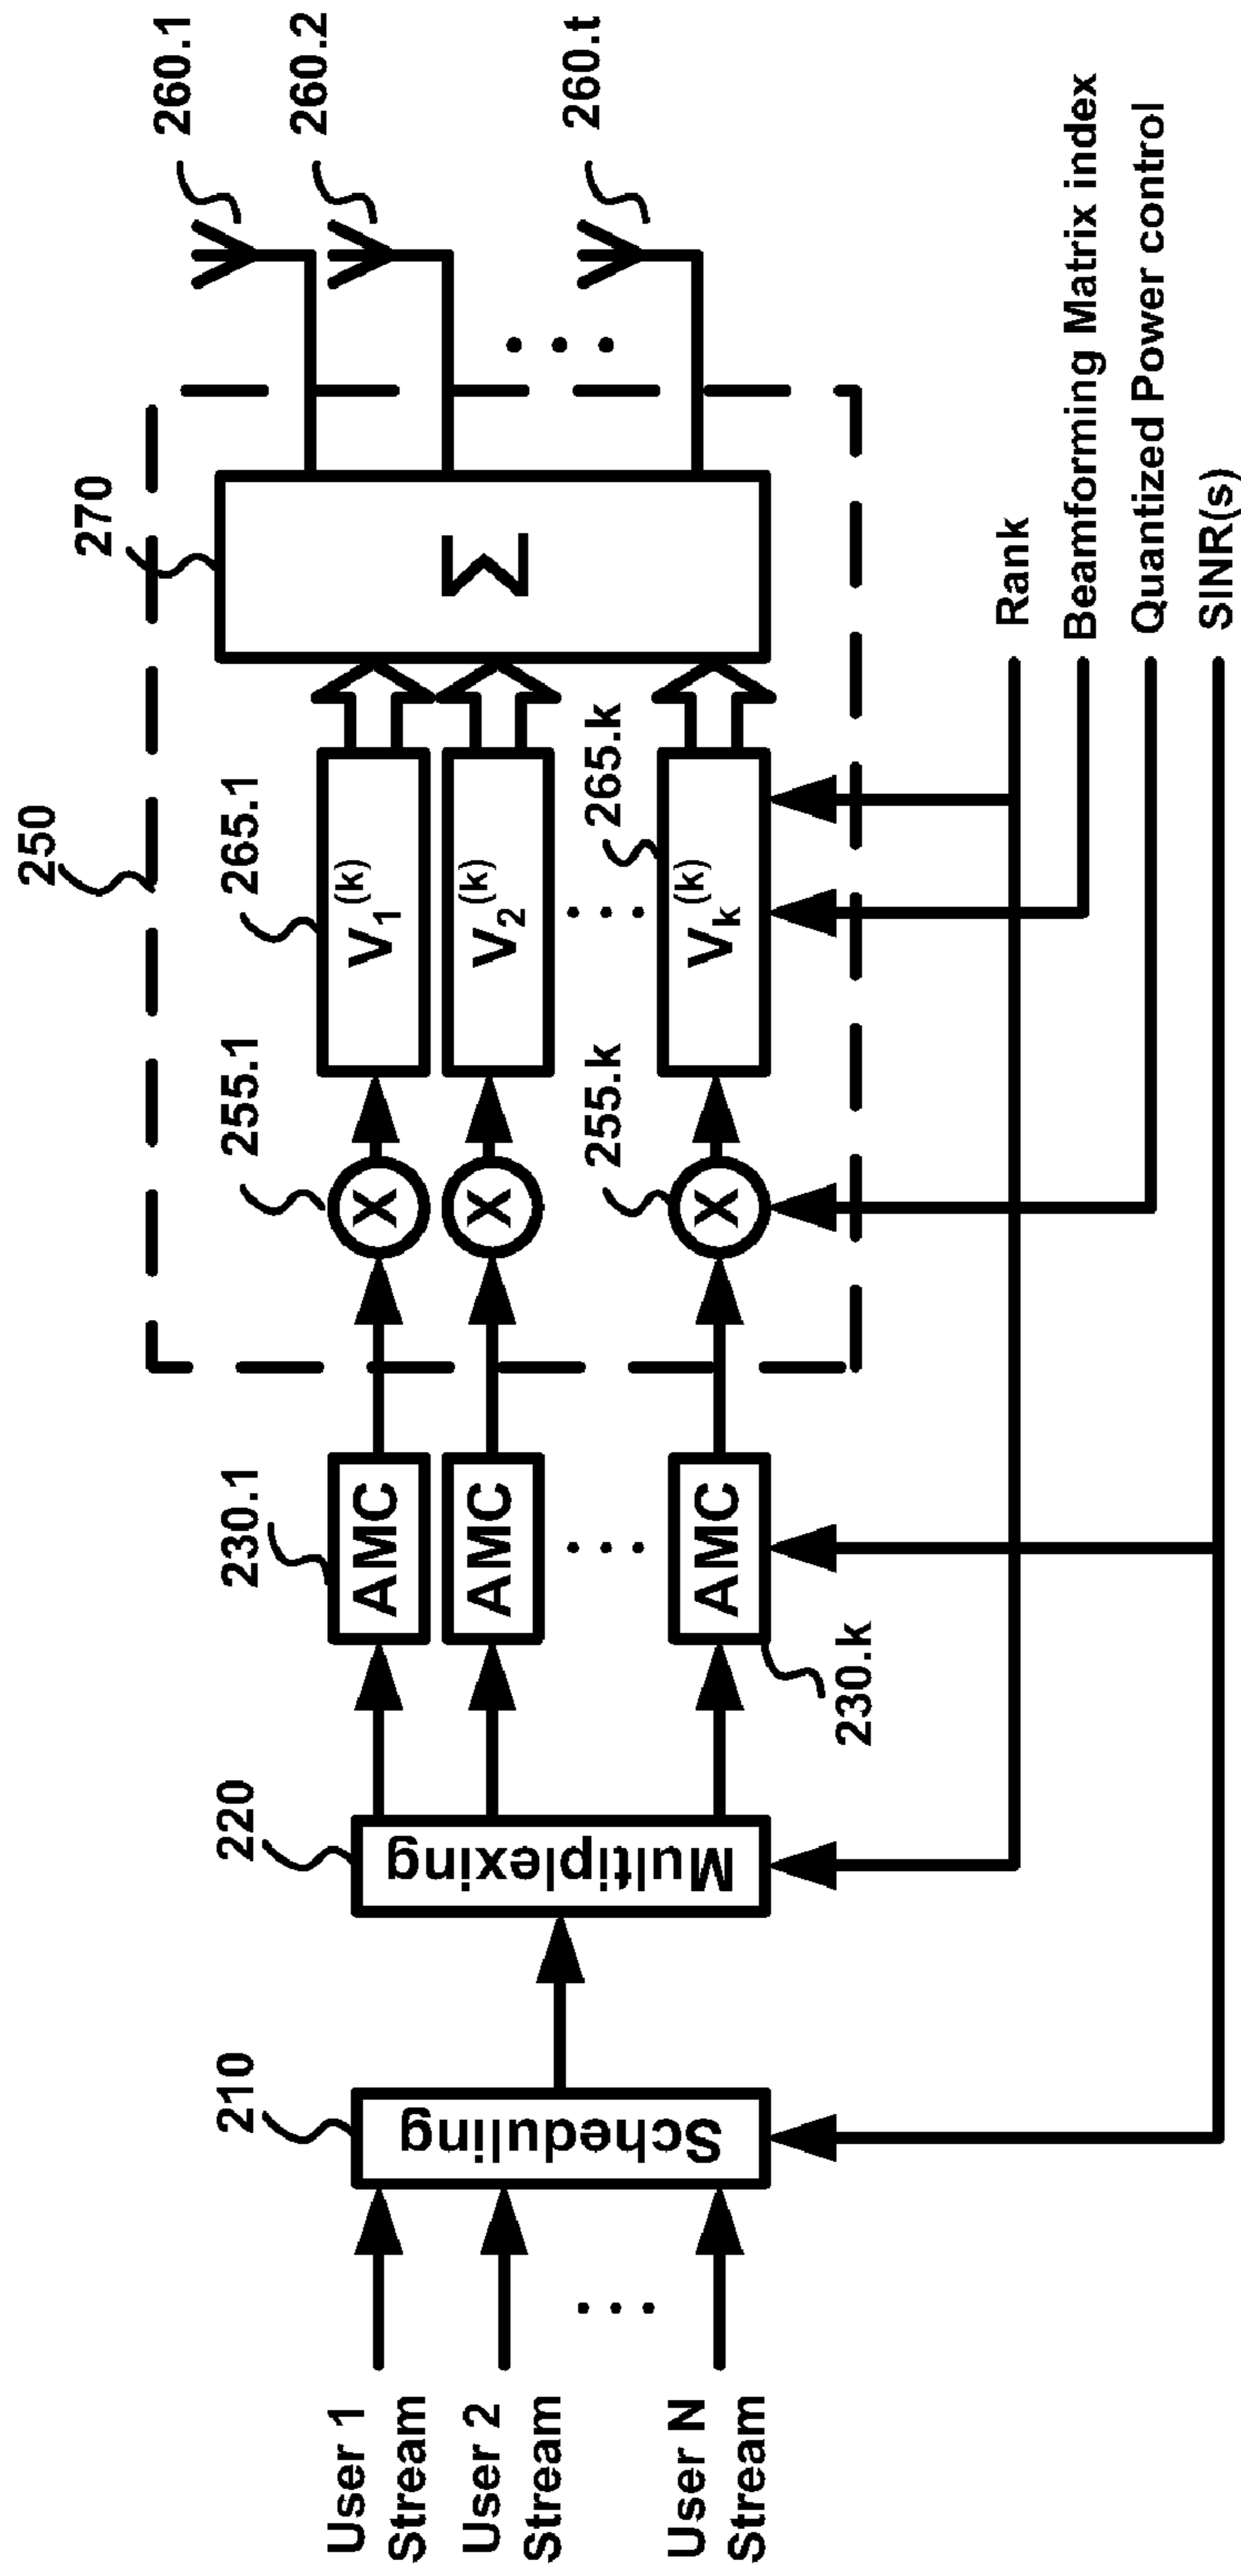 250
270
260.1
260.2
260.t
210
220
230.1
255.1
265.1
User 1
Stream
User 2
Stream
User N
Stream
...
Scheduling
Multiplexing
AMC
AMC
...
AMC
230.k
X
X
255.k
X
V1(k)
V2(k)
...
265.k
Vk(k)
Σ
...
Rank
Beamforming Matrix index
Quantized Power control
SINR(s)